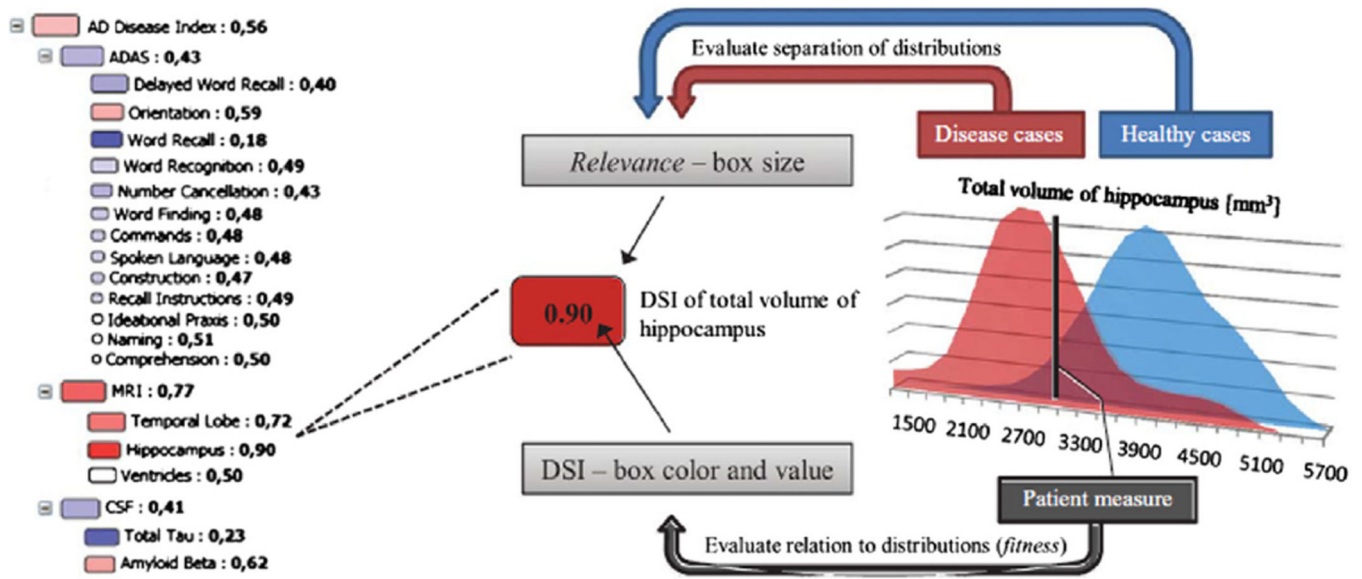 AD Disease Index : 0,56
ADAS : 0,43
Delayed Word Recall : 0,40
Orientation : 0,59
Word Recall : 0,18
Word Recognition : 0,49
Number Cancellation : 0,43
Word Finding : 0,48
Commands : 0,48
Spoken Language : 0,48
Construction : 0,47
Recall Instructions : 0,49
Ideational Praxis : 0,50
Naming : 0,51
Comprehension : 0,50
MRI : 0,77
Temporal Lobe : 0,72
Hippocampus : 0,90
Ventricles : 0,50
CSF : 0,41
Total Tau : 0,23
Amyloid Beta : 0,62
Evaluate separation of distributions
Disease cases
Healthy cases
Relevance – box size
0.90
DSI of total volume of
hippocampus
DSI – box color and value
Total volume of hippocampus [mm³]
1500 2100 2700 3300 3900 4500 5100 5700
Patient measure
Evaluate relation to distributions (fitness)